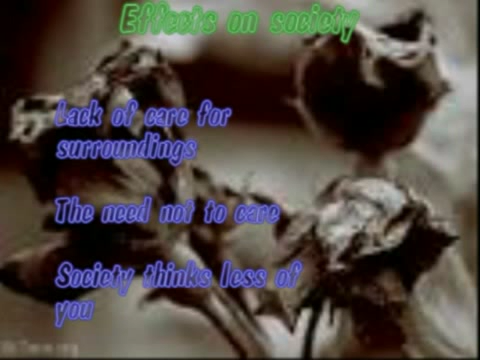 Effects on society
Lack of care for
surroundings
The need not to care
Society thinks less of
you